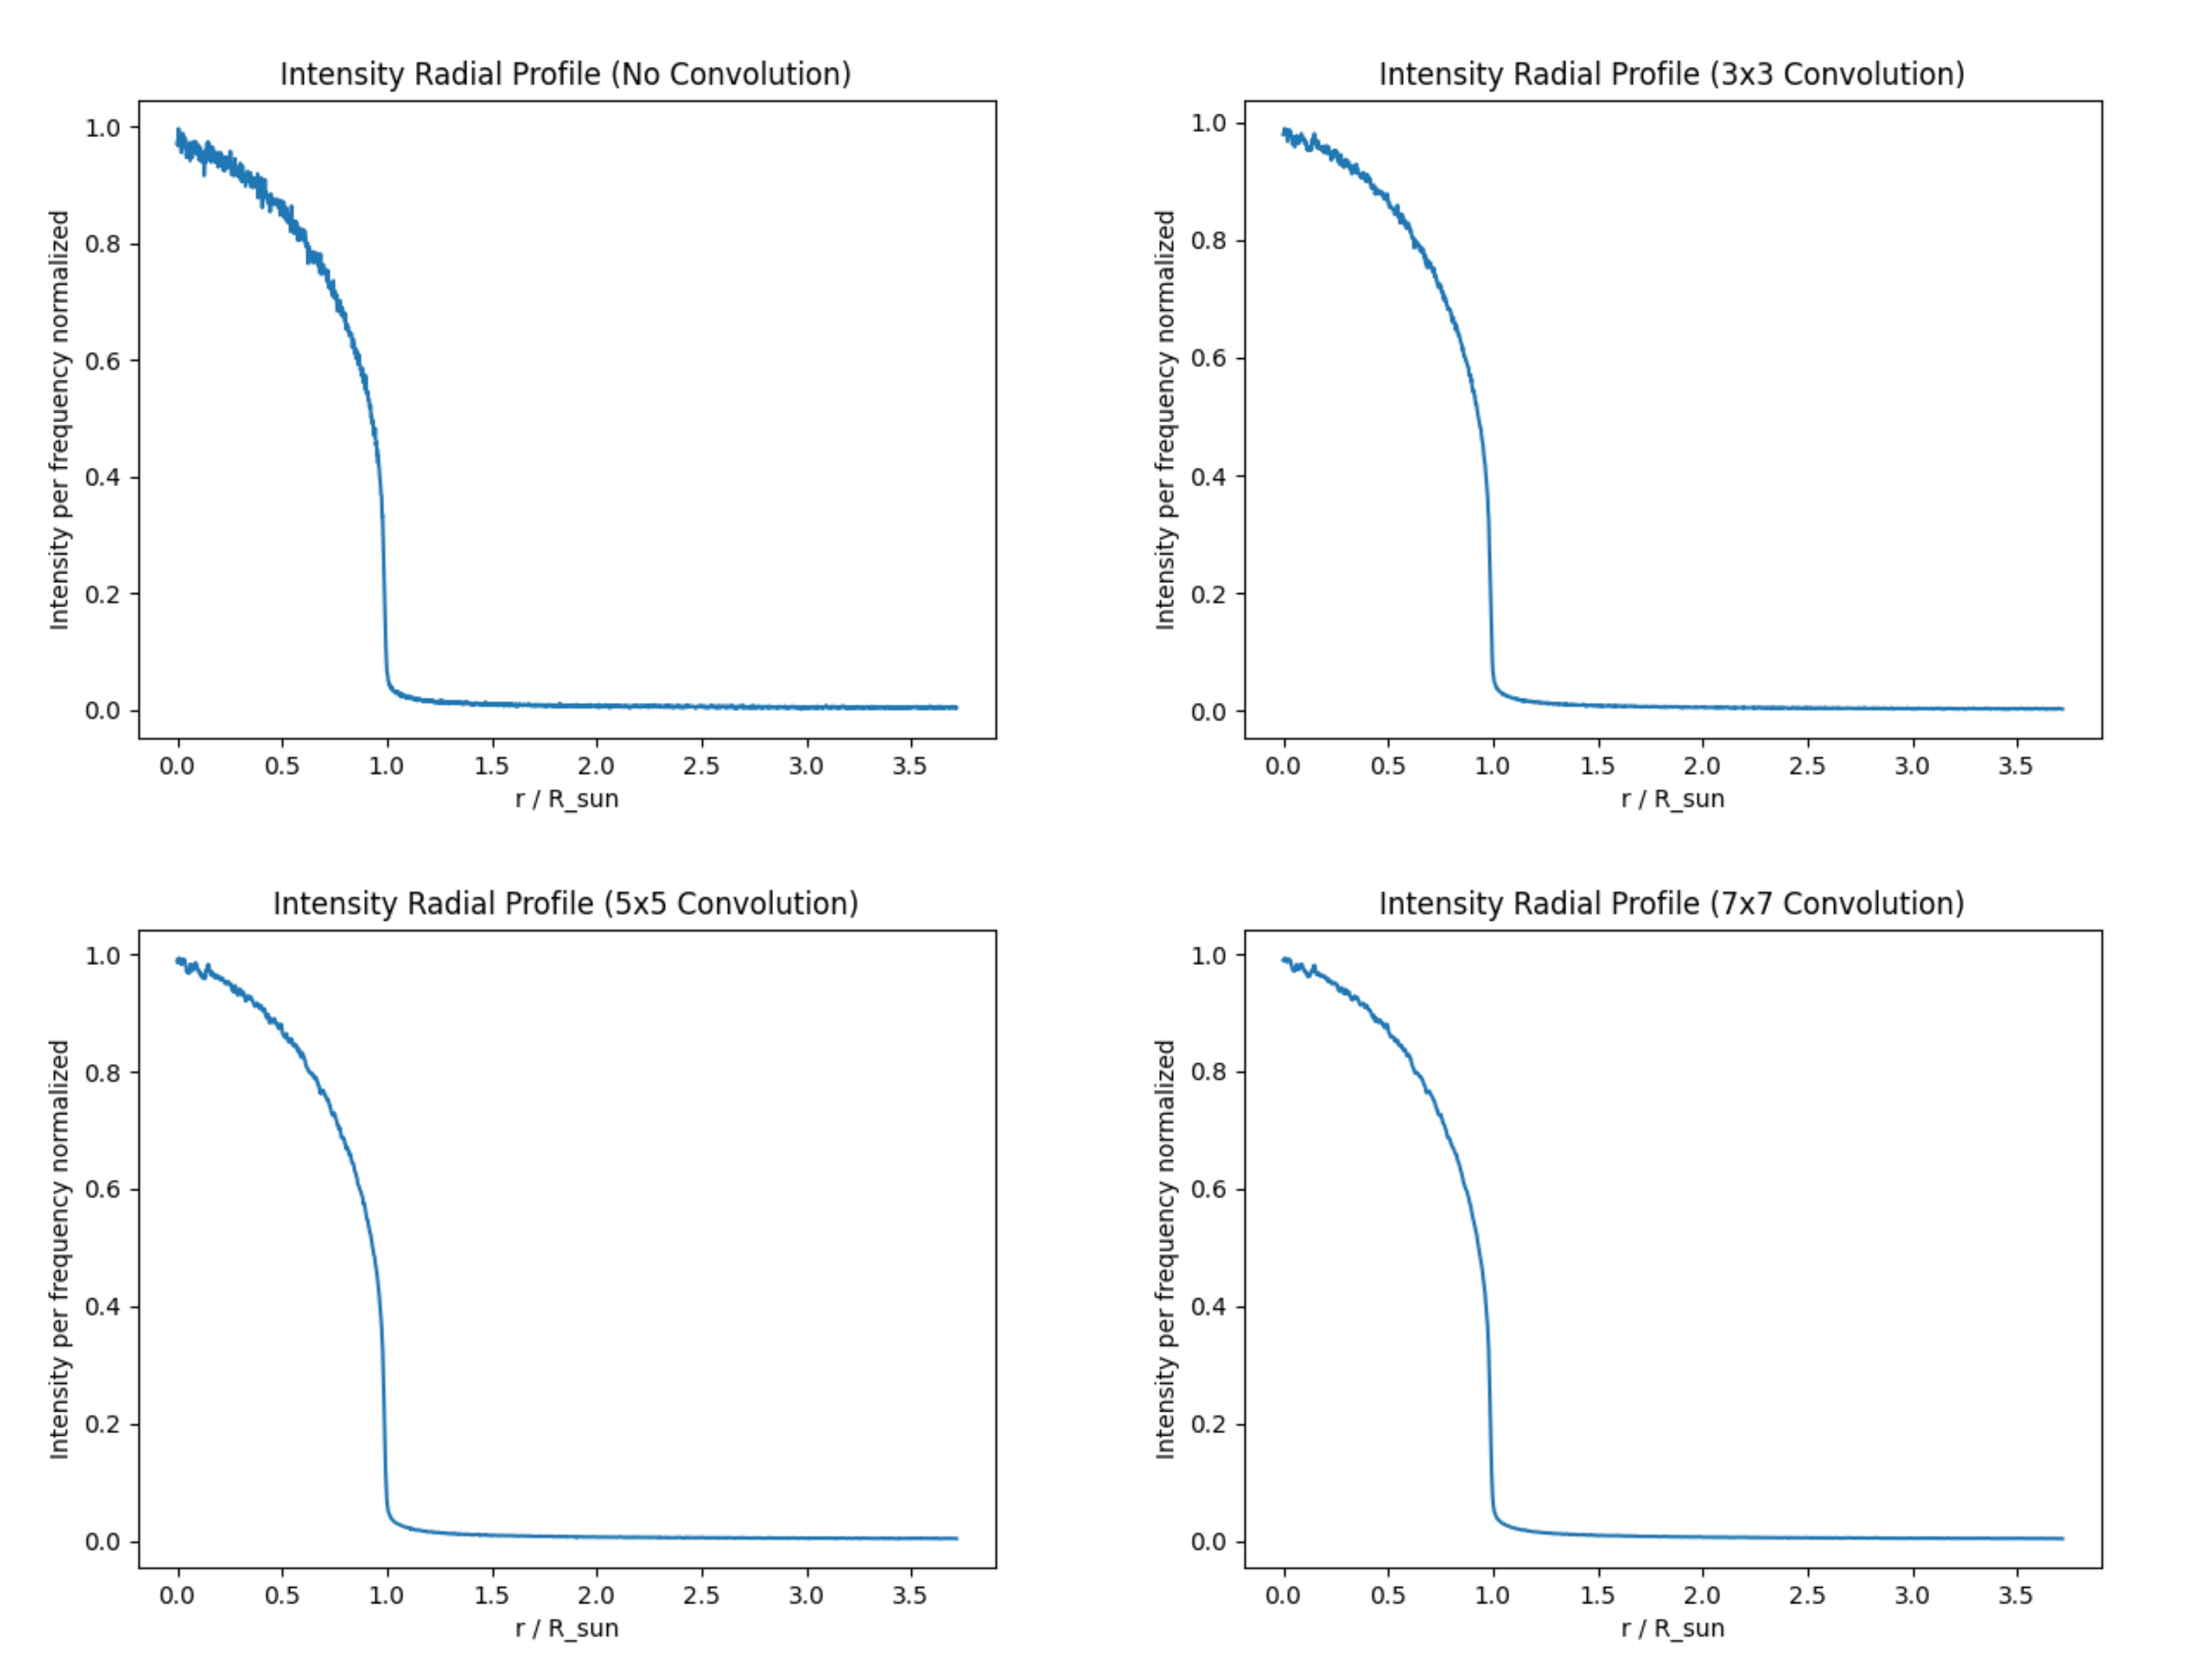 Intensity Radial Profile (No Convolution)
Intensity per frequency normalized
1.0
0.8
0.6
0.4
0.2
0.0
0.0 0.5 1.0 1.5 2.0 2.5 3.0 3.5
r / R_sun
Intensity Radial Profile (3x3 Convolution)
Intensity per frequency normalized
1.0
0.8
0.6
0.4
0.2
0.0
0.0 0.5 1.0 1.5 2.0 2.5 3.0 3.5
r / R_sun
Intensity Radial Profile (5x5 Convolution)
Intensity per frequency normalized
1.0
0.8
0.6
0.4
0.2
0.0
0.0 0.5 1.0 1.5 2.0 2.5 3.0 3.5
r / R_sun
Intensity Radial Profile (7x7 Convolution)
Intensity per frequency normalized
1.0
0.8
0.6
0.4
0.2
0.0
0.0 0.5 1.0 1.5 2.0 2.5 3.0 3.5
r / R_sun